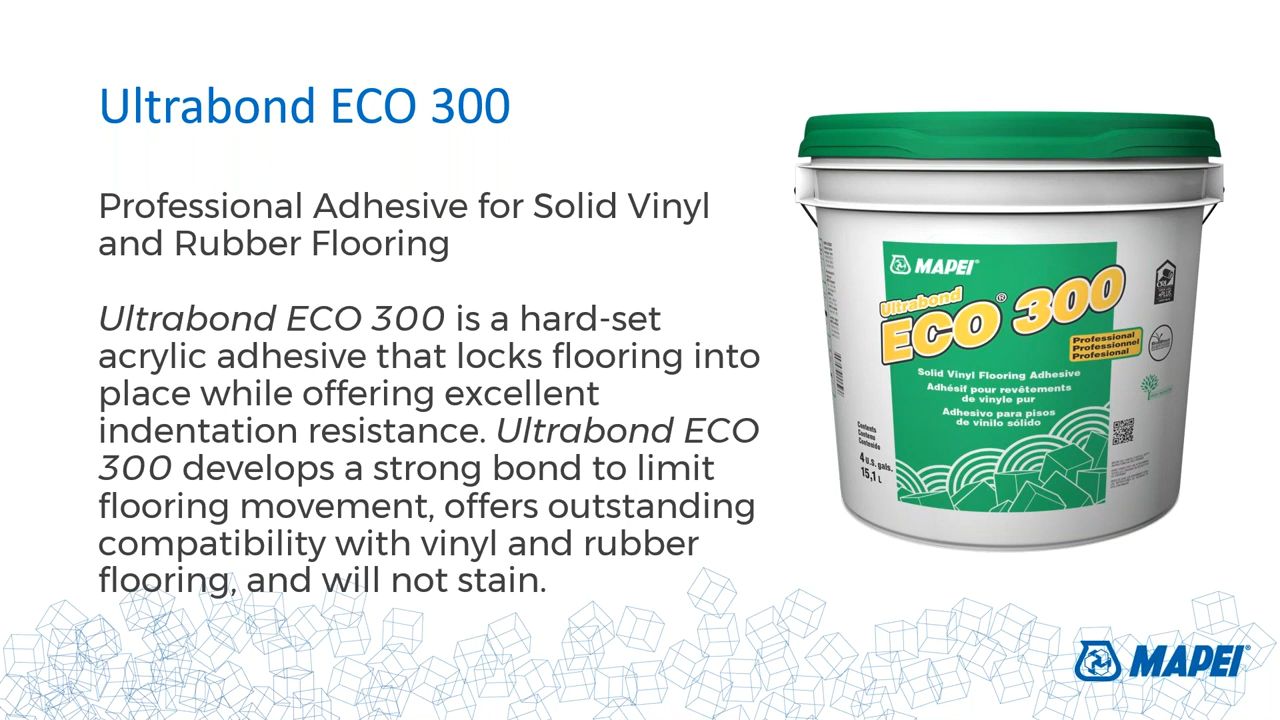 Ultrabond ECO 300
Professional Adhesive for Solid Vinyl
and Rubber Flooring
Ultrabond ECO 300 is a hard-set
acrylic adhesive that locks flooring into
place while offering excellent
indentation resistance. Ultrabond ECO
300 develops a strong bond to limit
flooring movement, offers outstanding
compatibility with vinyl and rubber
flooring, and will not stain.
MAPEI®
Ultrabond
ECO® 300
Professional
Professionnel
Profesional
Solid Vinyl Flooring Adhesive
Adhésif pour revêtements
de vinyle pur
Adhesivo para pisos
de vinilo sólido
Contents
Contenu
Contenido
4 U.S. gals.
15,1 L
CRI
MAPEI®